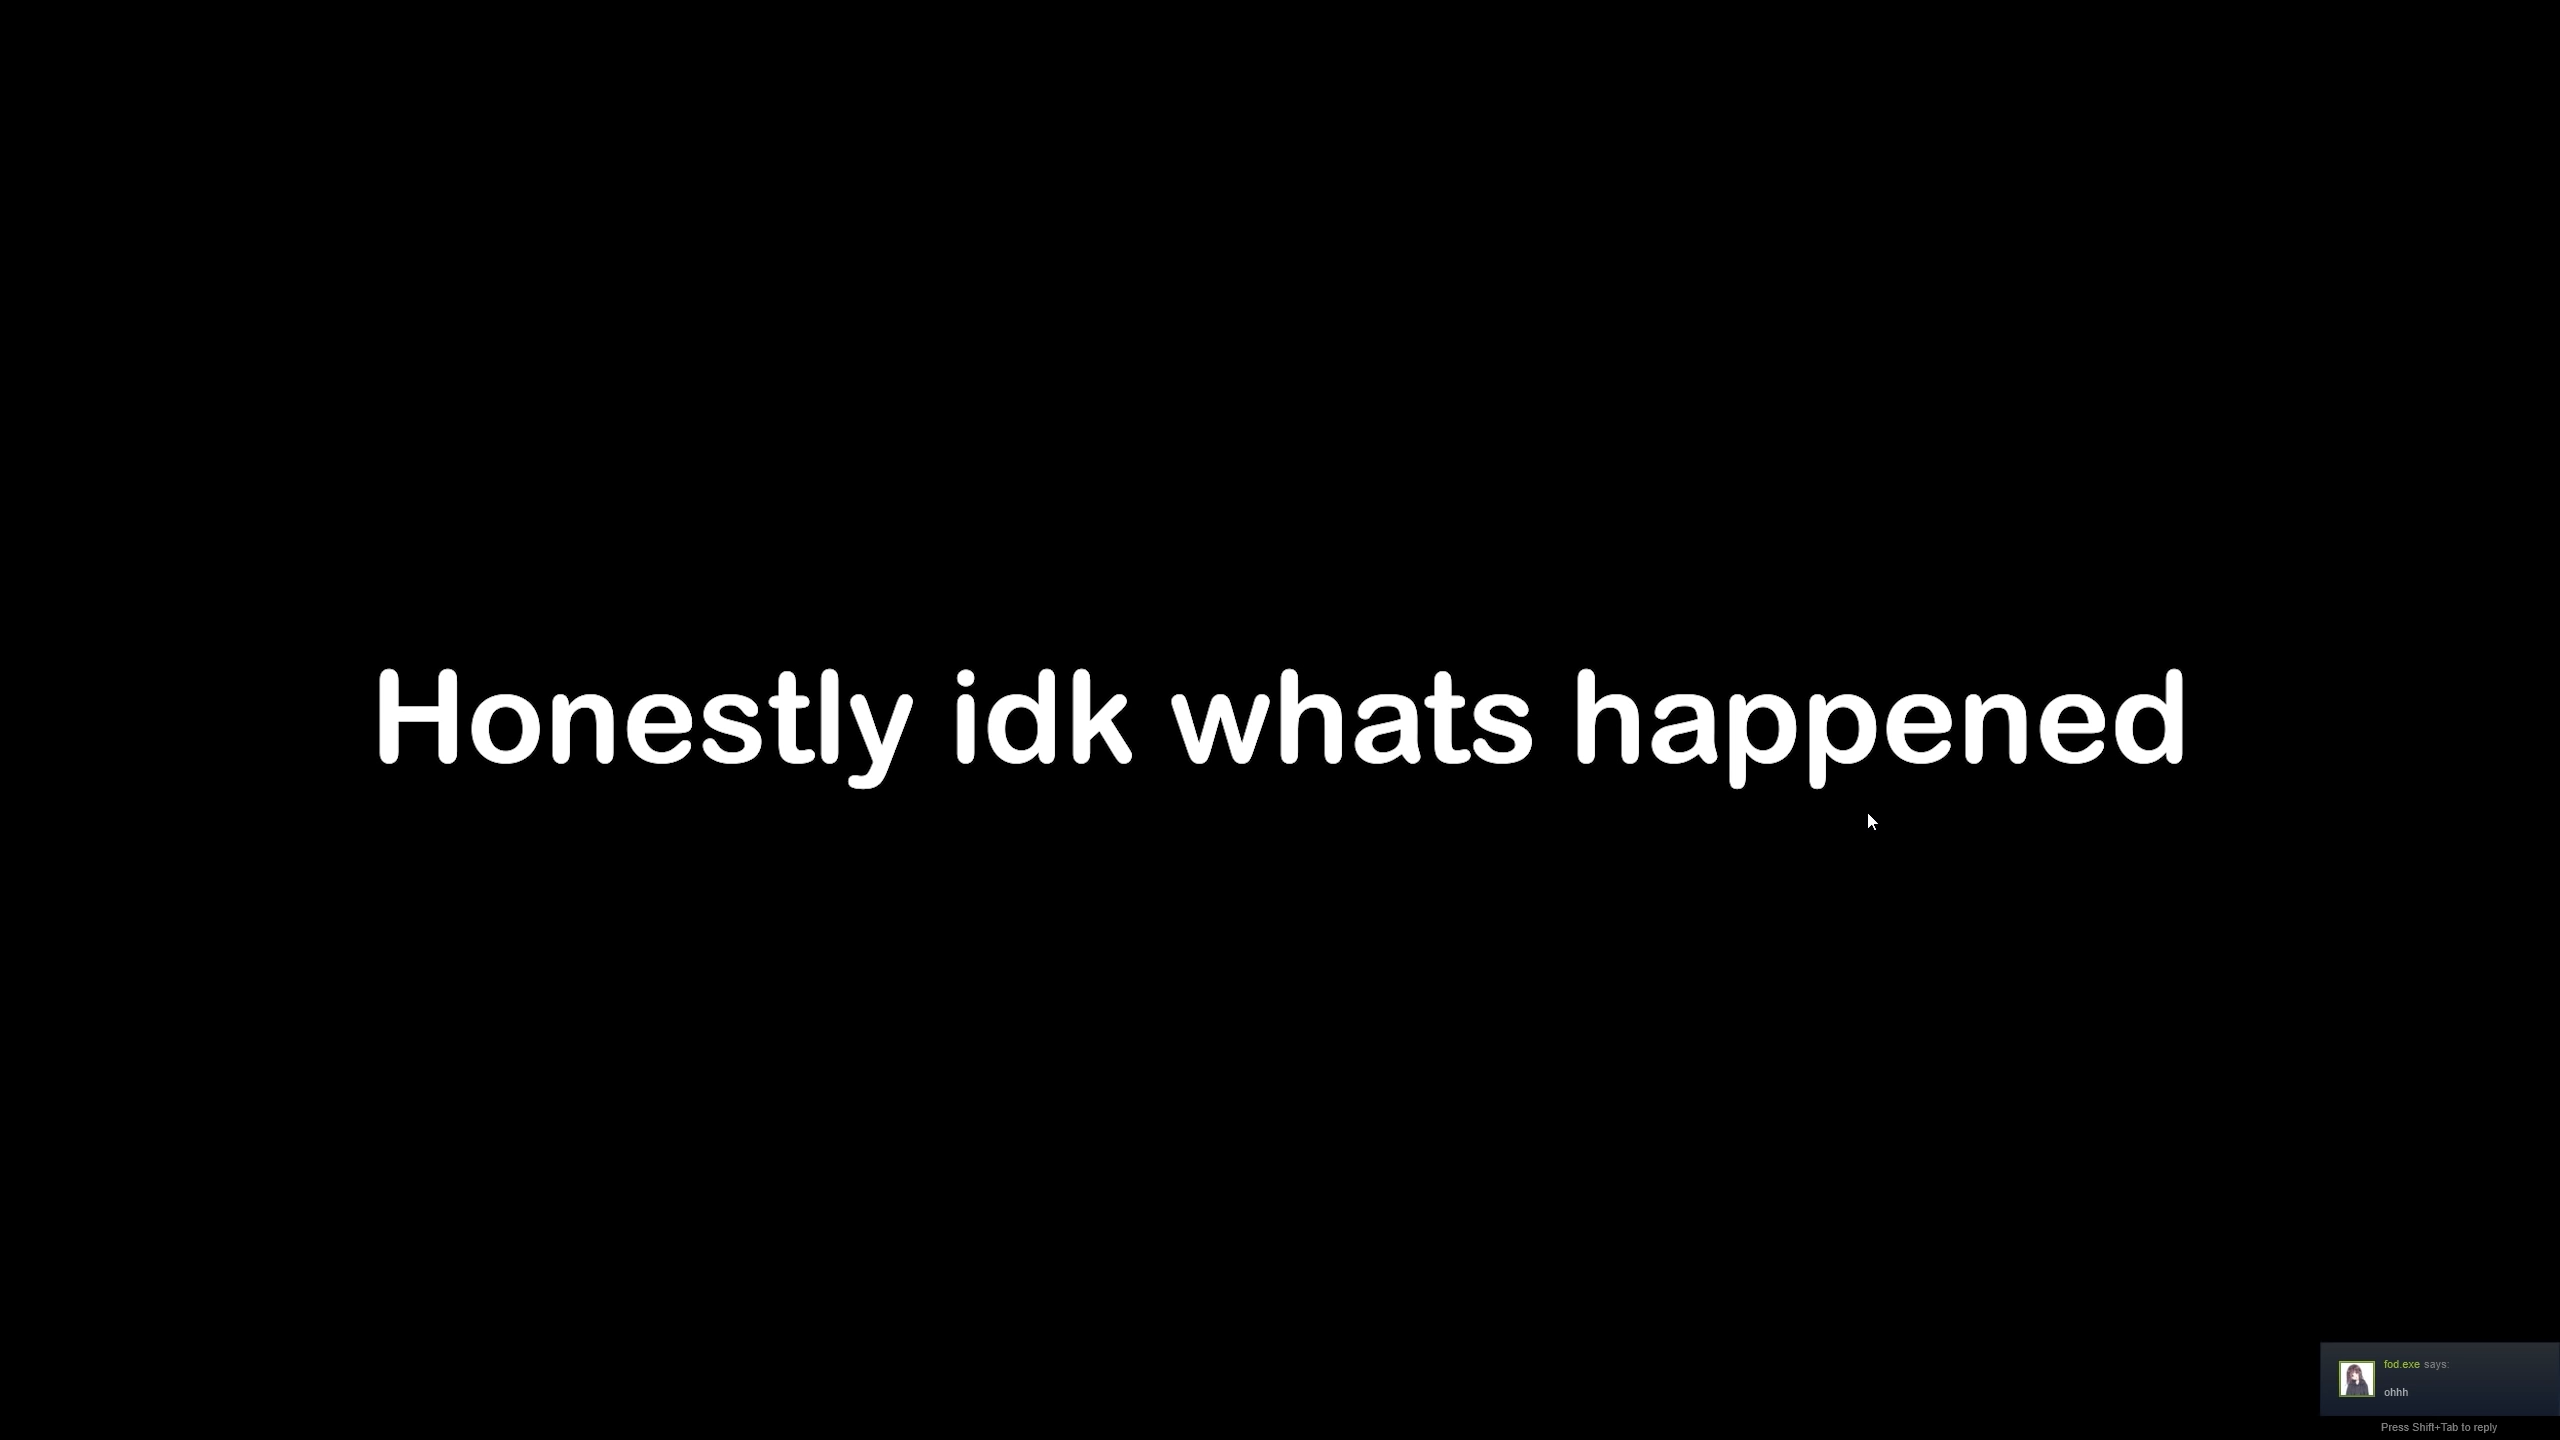 Honestly idk whats happened
fod.exe says:
ohhh
Press Shift+Tab to reply